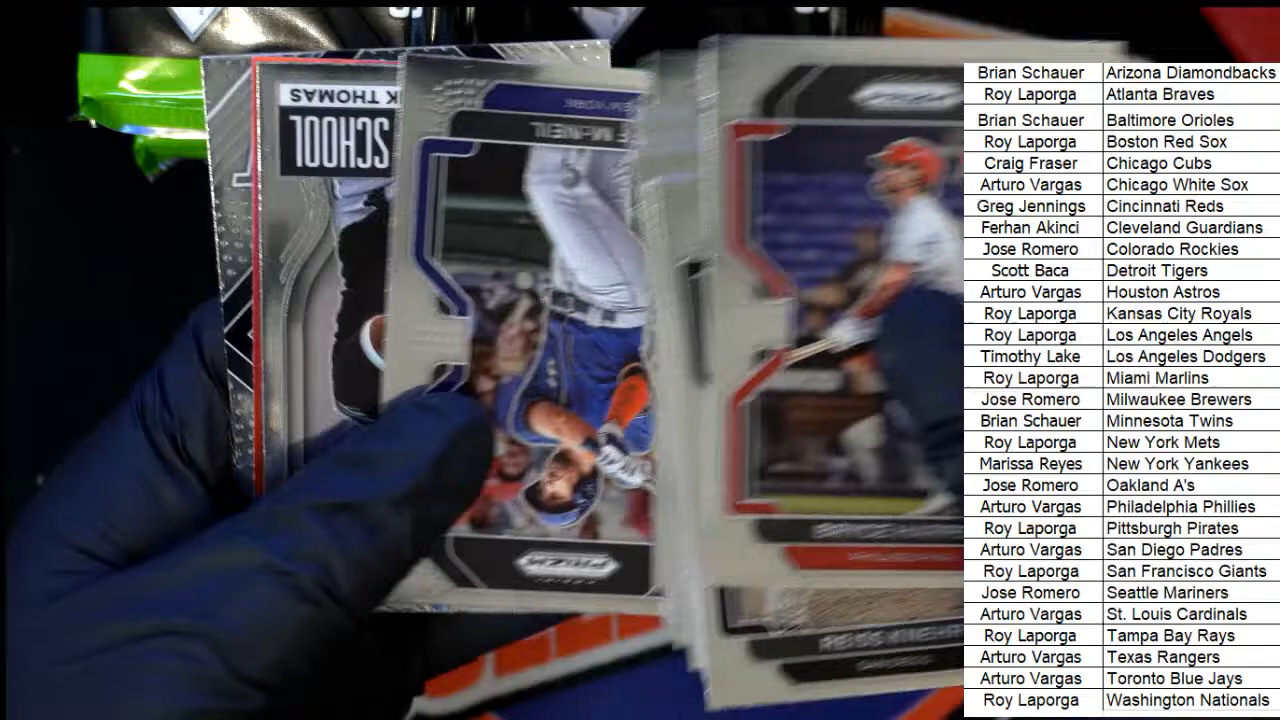 K THOMAS
SCHOOL
NEW YORK
F McNEIL
PRIZM
Brian Schauer Arizona Diamondbacks
Roy Laporga Atlanta Braves
Brian Schauer Baltimore Orioles
Roy Laporga Boston Red Sox
Craig Fraser Chicago Cubs
Arturo Vargas Chicago White Sox
Greg Jennings Cincinnati Reds
Ferhan Akinci Cleveland Guardians
Jose Romero Colorado Rockies
Scott Baca Detroit Tigers
Arturo Vargas Houston Astros
Roy Laporga Kansas City Royals
Roy Laporga Los Angeles Angels
Timothy Lake Los Angeles Dodgers
Roy Laporga Miami Marlins
Jose Romero Milwaukee Brewers
Brian Schauer Minnesota Twins
Roy Laporga New York Mets
Marissa Reyes New York Yankees
Jose Romero Oakland A's
Arturo Vargas Philadelphia Phillies
Roy Laporga Pittsburgh Pirates
Arturo Vargas San Diego Padres
Roy Laporga San Francisco Giants
Jose Romero Seattle Mariners
Arturo Vargas St. Louis Cardinals
Roy Laporga Tampa Bay Rays
Arturo Vargas Texas Rangers
Arturo Vargas Toronto Blue Jays
Roy Laporga Washington Nationals